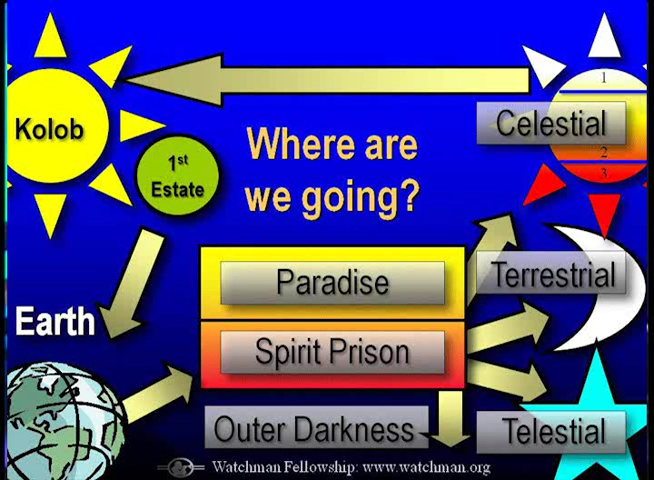 Kolob
1st
Estate
Where are
we going?
1
Celestial
2
3
Paradise
Terrestrial
Earth
Spirit Prison
Outer Darkness
Telestial
Watchman Fellowship: www.watchman.org